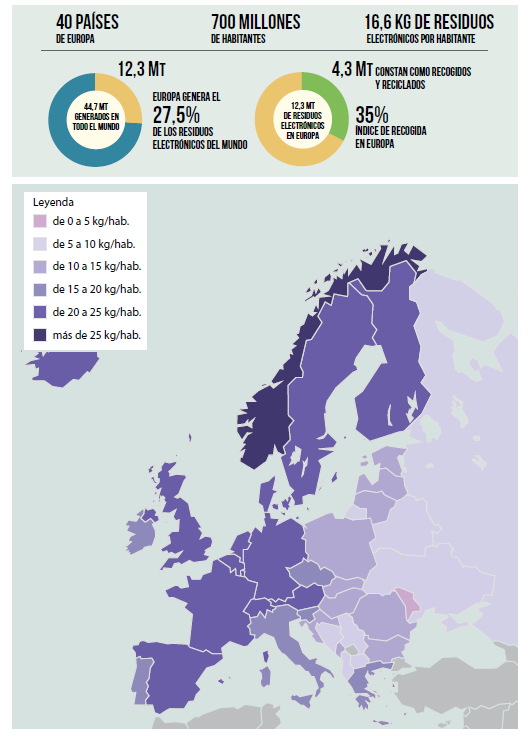 40 PAÍSES
DE EUROPA
700 MILLONES
DE HABITANTES
16,6 KG DE RESIDUOS
ELECTRÓNICOS POR HABITANTE
12,3 MT
44,7 MT
GENERADOS EN
TODO EL MUNDO
EUROPA GENERA EL
27,5%
DE LOS RESIDUOS
ELECTRÓNICOS DEL MUNDO
4,3 MT CONSTAN COMO RECOGIDOS
Y RECICLADOS
12,3 MT
DE RESIDUOS
ELECTRÓNICOS
EN EUROPA
35%
ÍNDICE DE RECOGIDA
EN EUROPA
Leyenda
de 0 a 5 kg/hab.
de 5 a 10 kg/hab.
de 10 a 15 kg/hab.
de 15 a 20 kg/hab.
de 20 a 25 kg/hab.
más de 25 kg/hab.